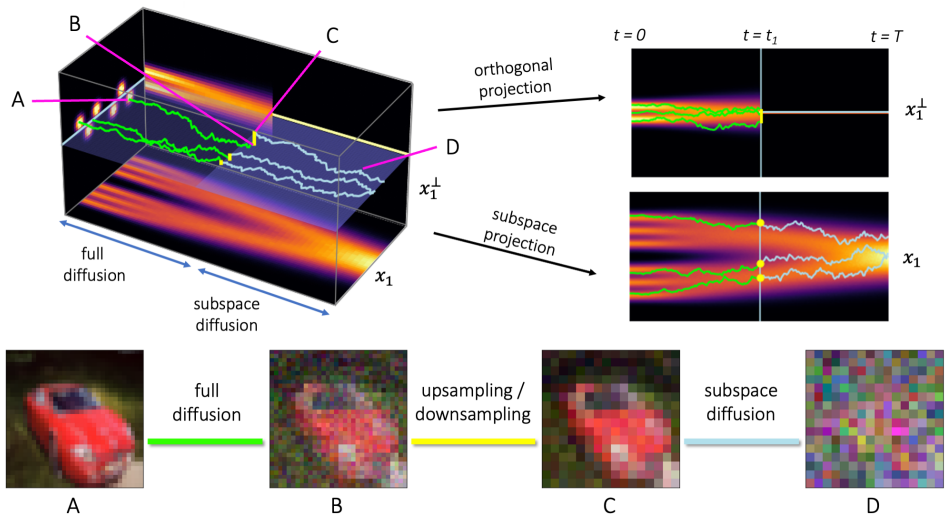 B
C
A
D
x₁⊥
x₁
full
diffusion
subspace
diffusion
orthogonal
projection
subspace
projection
t = 0
t = t₁
t = T
x₁⊥
x₁
full
diffusion
upsampling /
downsampling
subspace
diffusion
A
B
C
D